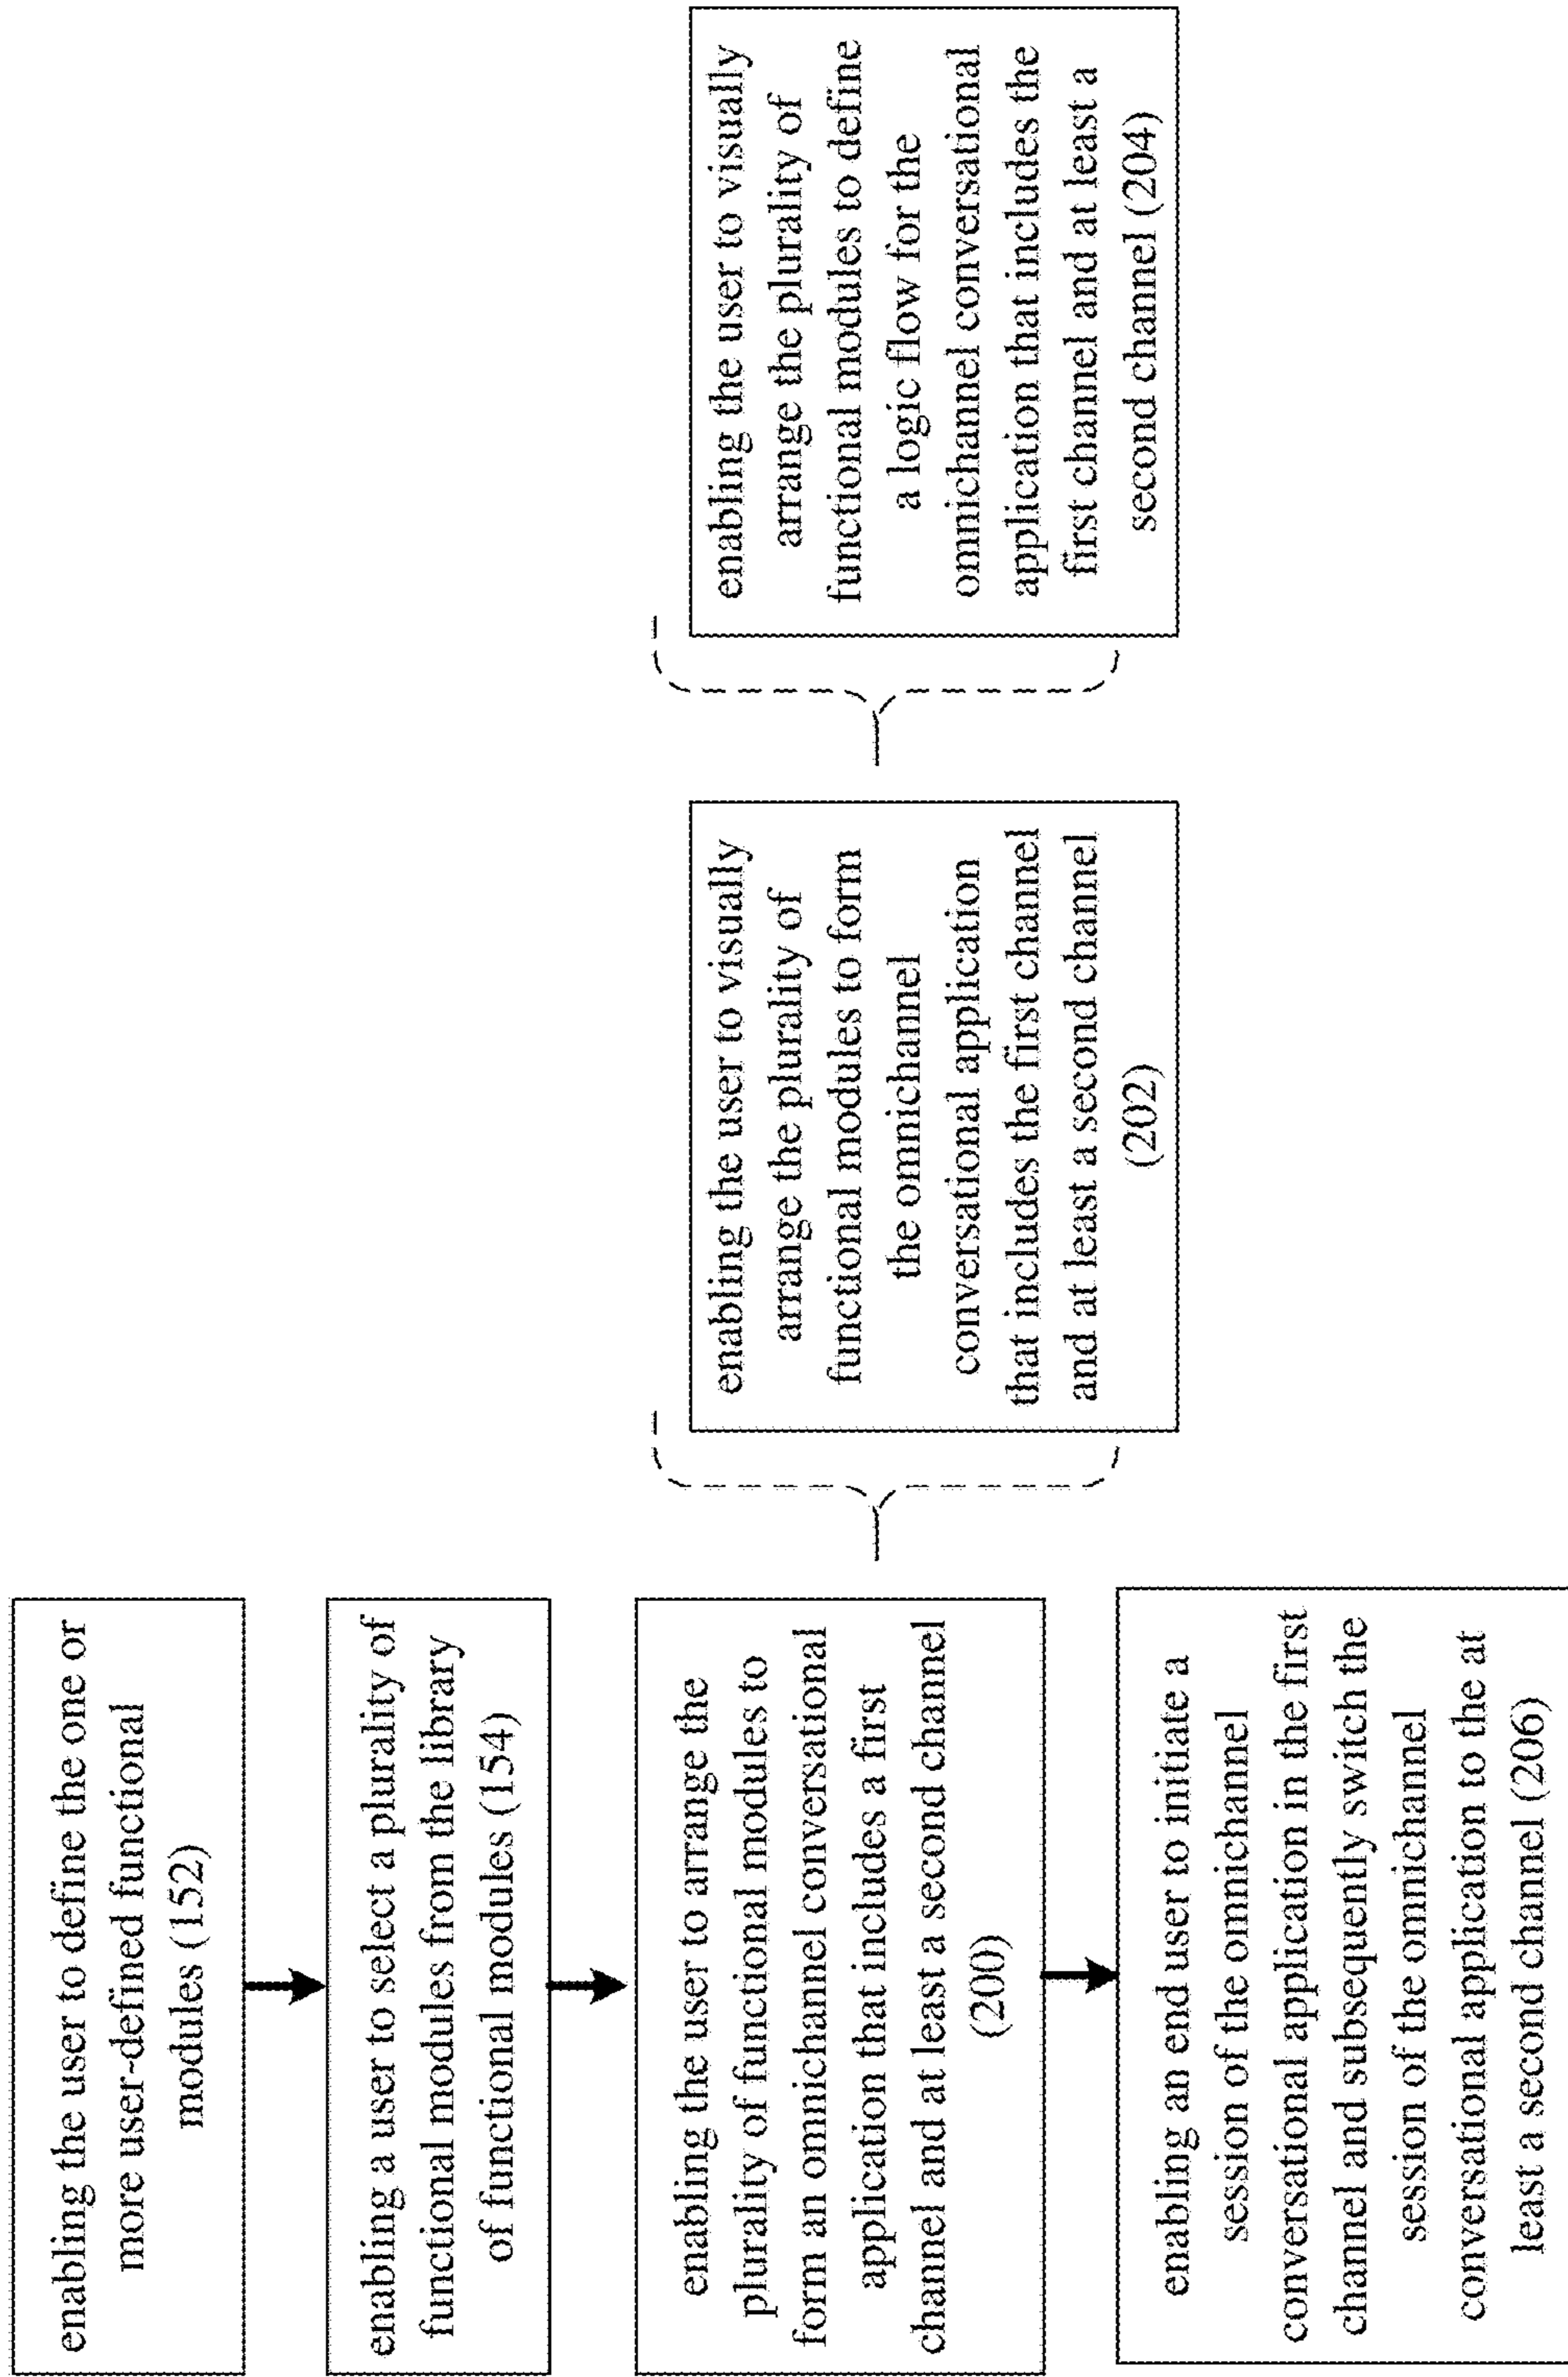 enabling the user to define the one or
more user-defined functional
modules (152)
enabling a user to select a plurality of
functional modules from the library
of functional modules (154)
enabling the user to arrange the
plurality of functional modules to
form an omnichannel conversational
application that includes a first
channel and at least a second channel
(200)
enabling the user to visually
arrange the plurality of
functional modules to form
the omnichannel
conversational application
that includes the first channel
and at least a second channel
(202)
enabling the user to visually
arrange the plurality of
functional modules to define
a logic flow for the
omnichannel conversational
application that includes the
first channel and at least a
second channel (204)
enabling an end user to initiate a
session of the omnichannel
conversational application in the first
channel and subsequently switch the
session of the omnichannel
conversational application to the at
least a second channel (206)